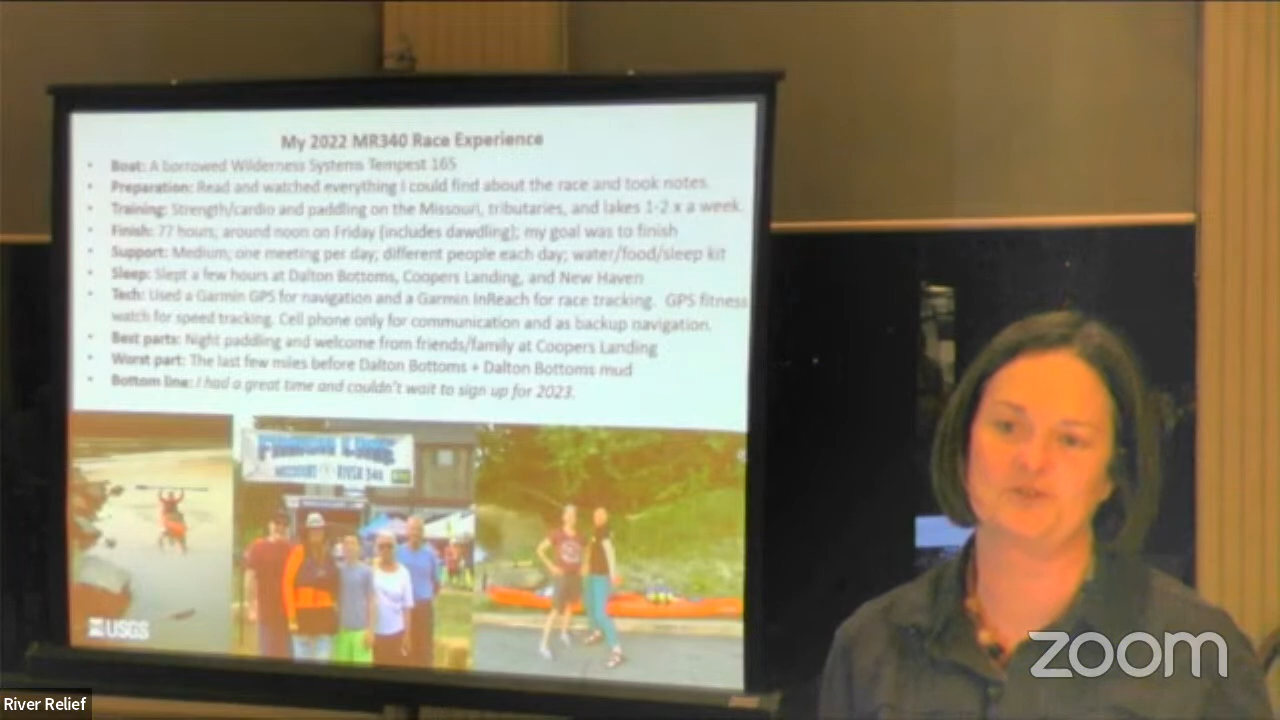 My 2022 MR340 Race Experience
• Boat: A borrowed Wilderness Systems Tempest 165
• Preparation: Read and watched everything I could find about the race and took notes.
• Training: Strength/cardio and paddling on the Missouri, tributaries, and lakes 1-2 x a week.
• Finish: 77 hours, around noon on Friday (includes dawdling); my goal was to finish
• Support: Medium; one meeting per day; different people each day; water/food/sleep kit
• Sleep: Slept a few hours at Dalton Bottoms, Coopers Landing, and New Haven
• Tech: Used a Garmin GPS for navigation and a Garmin InReach for race tracking. GPS fitness
watch for speed tracking. Cell phone only for communication and as backup navigation.
• Best parts: Night paddling and welcome from friends/family at Coopers Landing
• Worst part: The last few miles before Dalton Bottoms + Dalton Bottoms mud
• Bottom line: I had a great time and couldn't wait to sign up for 2023.
FINISH LINE
MISSOURI RIVER 340
USGS
zoom
River Relief